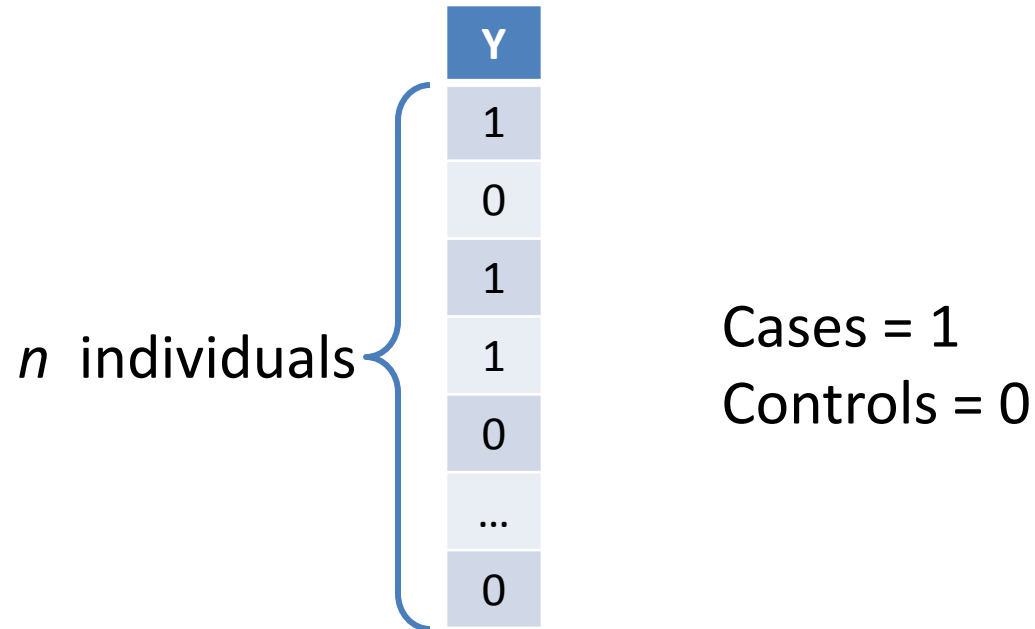 Y
1
0
1
1
0
...
0
n individuals
Cases = 1
Controls = 0